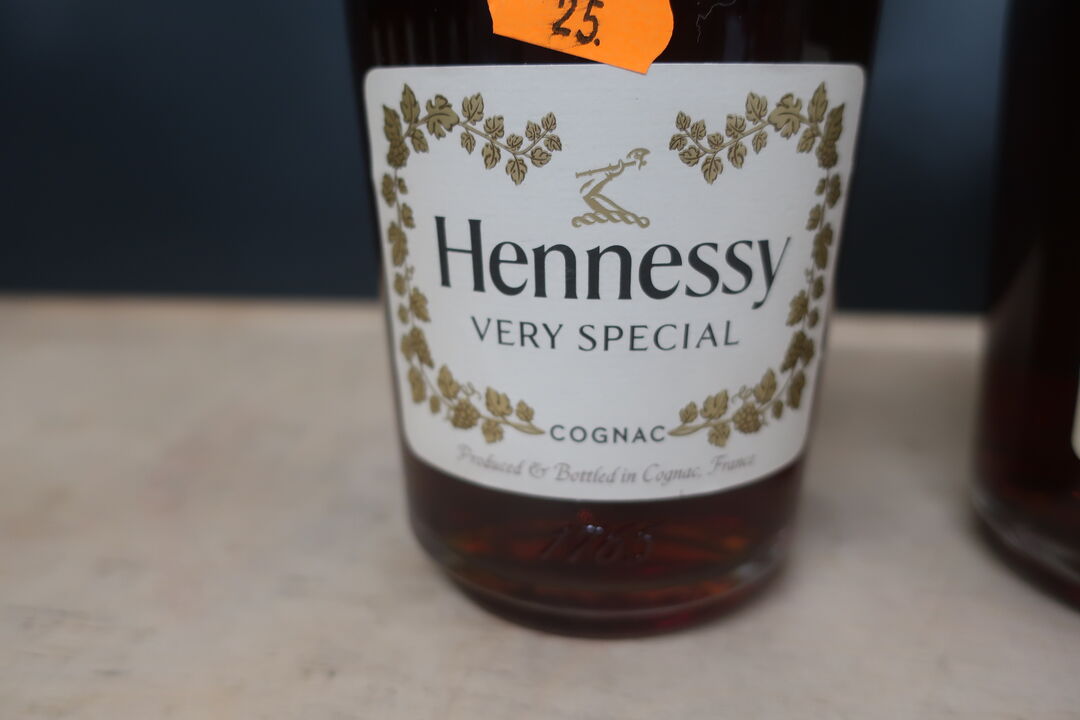 25.
Hennessy
VERY SPECIAL
COGNAC
Produced & Bottled in Cognac, France
1765